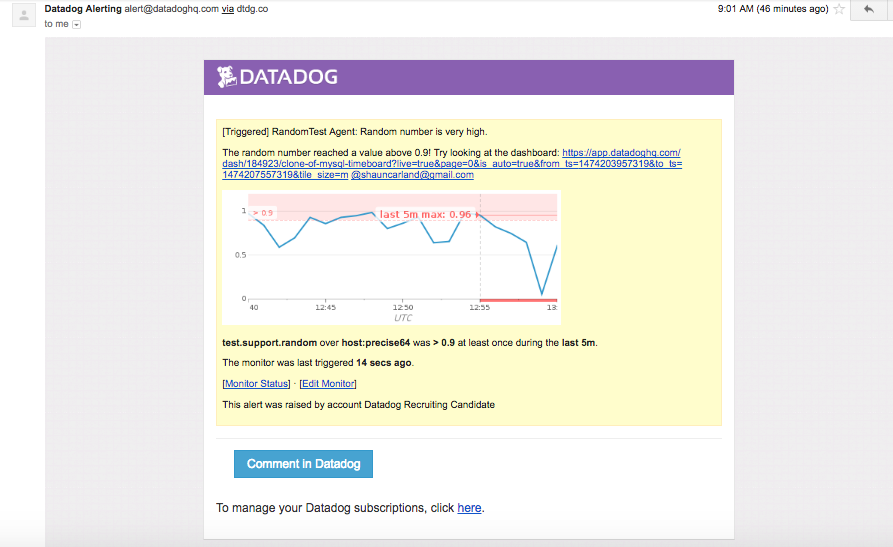 Datadog Alerting alert@datadoghq.com via dtdg.co
9:01 AM (46 minutes ago)
to me
DATADOG
[Triggered] RandomTest Agent: Random number is very high.
The random number reached a value above 0.9! Try looking at the dashboard: https://app.datadoghq.com/
dash/184923/clone-of-mysql-timeboard?live=true&page=0&is_auto=true&from_ts=1474203957319&to_ts=
1474207557319&tile_size=m @shauncarland@gmail.com
1
> 0.9
last 5m max: 0.96
0.5
0
40
12:45
12:50
12:55
13:
UTC
test.support.random over host:precise64 was > 0.9 at least once during the last 5m.
The monitor was last triggered 14 secs ago.
[Monitor Status] · [Edit Monitor]
This alert was raised by account Datadog Recruiting Candidate
Comment in Datadog
To manage your Datadog subscriptions, click here.